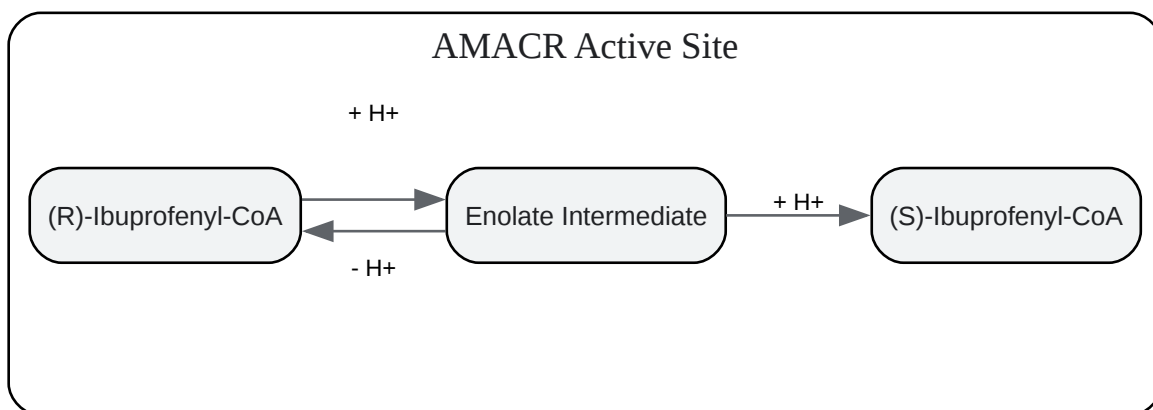 AMACR Active Site
+ H+
(R)-Ibuprofenyl-CoA
Enolate Intermediate
+ H+
(S)-Ibuprofenyl-CoA
- H+